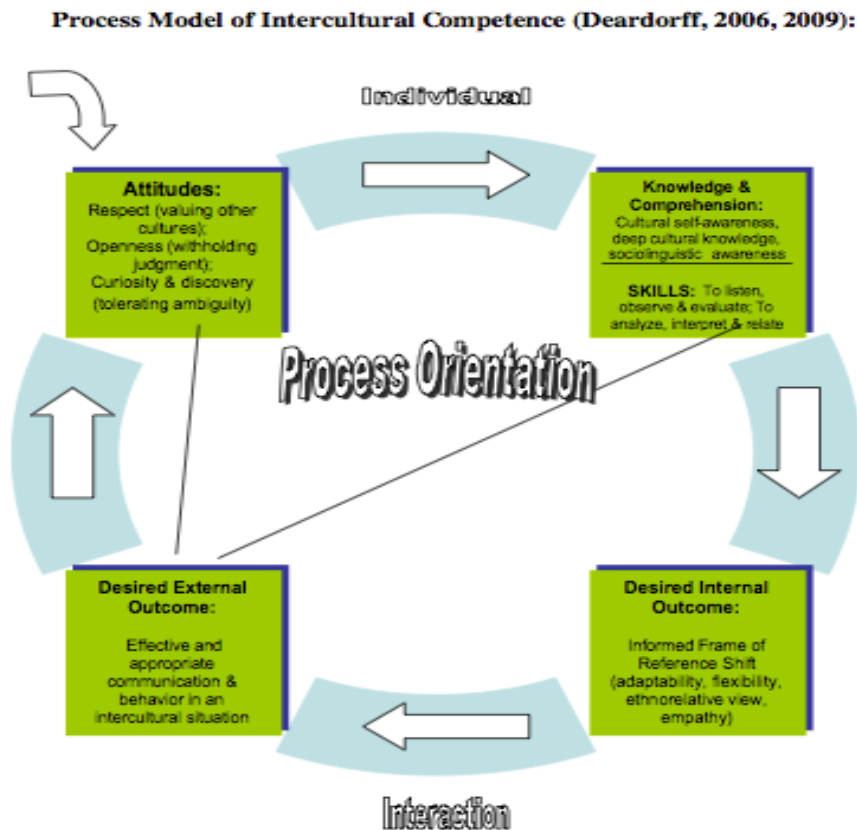 Process Model of Intercultural Competence (Deardorff, 2006, 2009):
Individual
Attitudes:
Respect (valuing other
cultures);
Openness (withholding
judgment);
Curiosity & discovery
(tolerating ambiguity)
Knowledge &
Comprehension:
Cultural self-awareness,
deep cultural knowledge,
sociolinguistic awareness
SKILLS: To listen,
observe & evaluate; To
analyze, interpret & relate
Process Orientation
Desired External
Outcome:
Effective and
appropriate
communication &
behavior in an
intercultural situation
Desired Internal
Outcome:
Informed Frame of
Reference Shift
(adaptability, flexibility,
ethnorelative view,
empathy)
Interaction